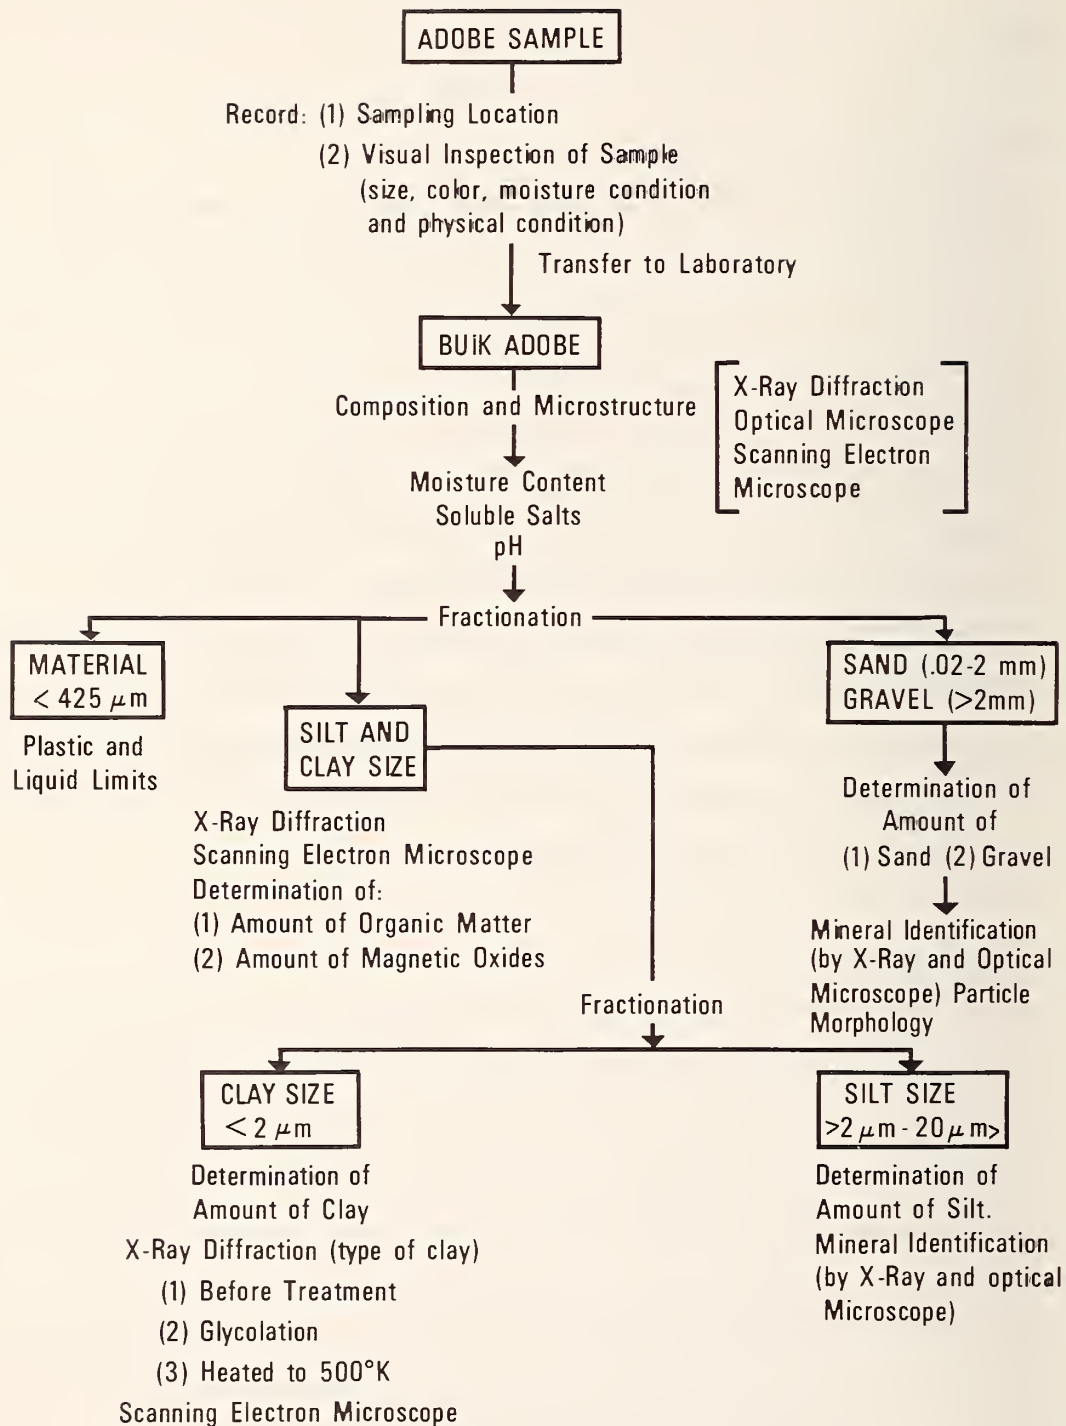 ADOBE SAMPLE
Record: (1) Sampling Location
(2) Visual Inspection of Sample
(size, color, moisture condition
and physical condition)
Transfer to Laboratory
BUiK ADOBE
Composition and Microstructure
X-Ray Diffraction
Optical Microscope
Scanning Electron
Microscope
Moisture Content
Soluble Salts
pH
Fractionation
MATERIAL
< 425 μm
Plastic and
Liquid Limits
SILT AND
CLAY SIZE
X-Ray Diffraction
Scanning Electron Microscope
Determination of:
(1) Amount of Organic Matter
(2) Amount of Magnetic Oxides
SAND (.02-2 mm)
GRAVEL (>2mm)
Determination of
Amount of
(1) Sand (2) Gravel
Mineral Identification
(by X-Ray and Optical
Microscope) Particle
Morphology
Fractionation
CLAY SIZE
< 2 μm
Determination of
Amount of Clay
X-Ray Diffraction (type of clay)
(1) Before Treatment
(2) Glycolation
(3) Heated to 500°K
Scanning Electron Microscope
SILT SIZE
>2 μm - 20 μm>
Determination of
Amount of Silt.
Mineral Identification
(by X-Ray and optical
Microscope)